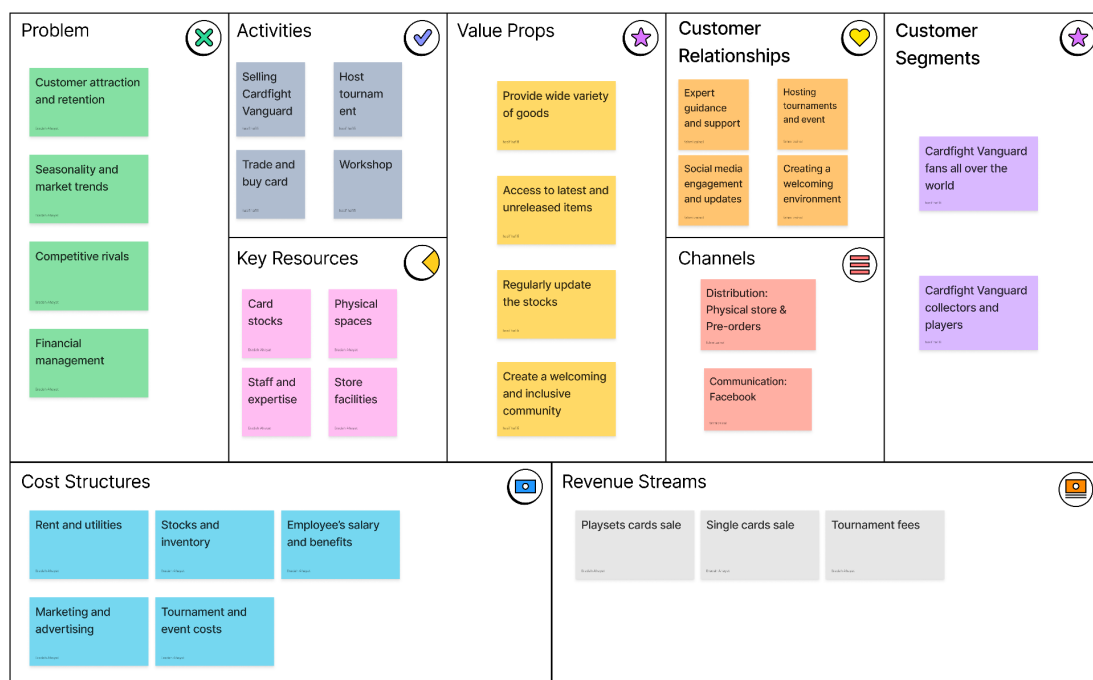 Problem
Customer attraction
and retention
Seasonality and
market trends
Competitive rivals
Financial
management
Activities
Selling
Cardfight
Vanguard
Host
tournam
ent
Trade and
buy card
Workshop
Key Resources
Card
stocks
Physical
spaces
Staff and
expertise
Store
facilities
Value Props
Provide wide variety
of goods
Access to latest and
unreleased items
Regularly update
the stocks
Create a welcoming
and inclusive
community
Customer
Relationships
Expert
guidance
and support
Hosting
tournaments
and event
Social media
engagement
and updates
Creating a
welcoming
environment
Channels
Distribution:
Physical store &
Pre-orders
Communication:
Facebook
Customer
Segments
Cardfight Vanguard
fans all over the
world
Cardfight Vanguard
collectors and
players
Cost Structures
Rent and utilities
Stocks and
inventory
Employee's salary
and benefits
Marketing and
advertising
Tournament and
event costs
Revenue Streams
Playsets cards sale
Single cards sale
Tournament fees